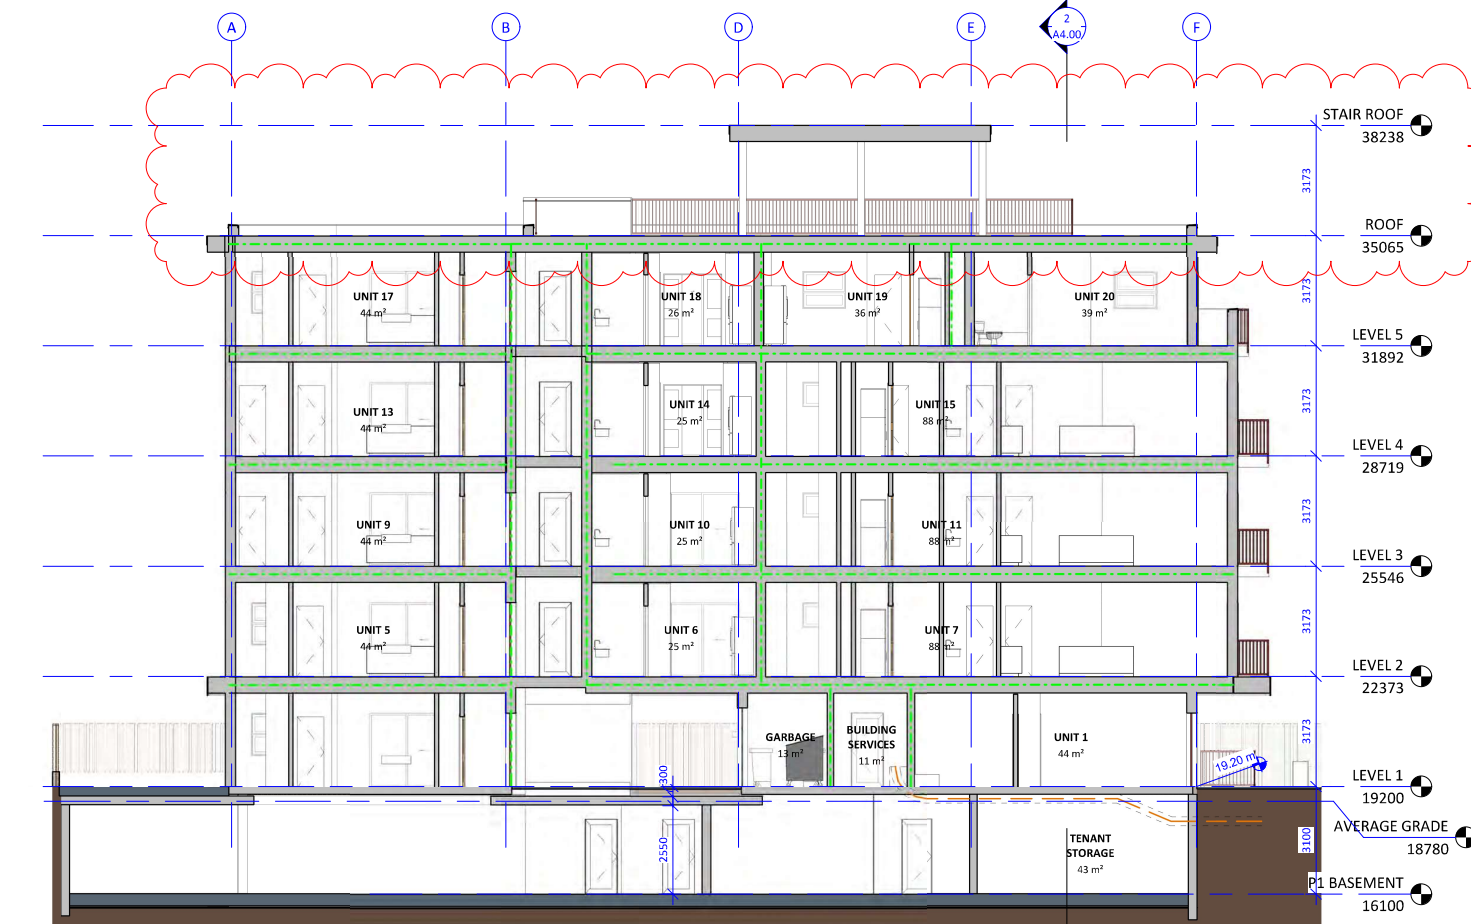 A
B
D
E
2
A4.00
F
STAIR ROOF
38238
3173
ROOF
35065
3173
UNIT 17
44 m²
UNIT 18
26 m²
UNIT 19
36 m²
UNIT 20
39 m²
LEVEL 5
31892
3173
UNIT 13
44 m²
UNIT 14
25 m²
UNIT 15
88 m²
LEVEL 4
28719
3173
UNIT 9
44 m²
UNIT 10
25 m²
UNIT 11
88 m²
LEVEL 3
25546
3173
UNIT 5
44 m²
UNIT 6
25 m²
UNIT 7
88 m²
LEVEL 2
22373
3173
GARBAGE
13 m²
BUILDING
SERVICES
11 m²
UNIT 1
44 m²
19.20 m
300
LEVEL 1
19200
2550
3100
AVERAGE GRADE
18780
TENANT
STORAGE
43 m²
P1 BASEMENT
16100